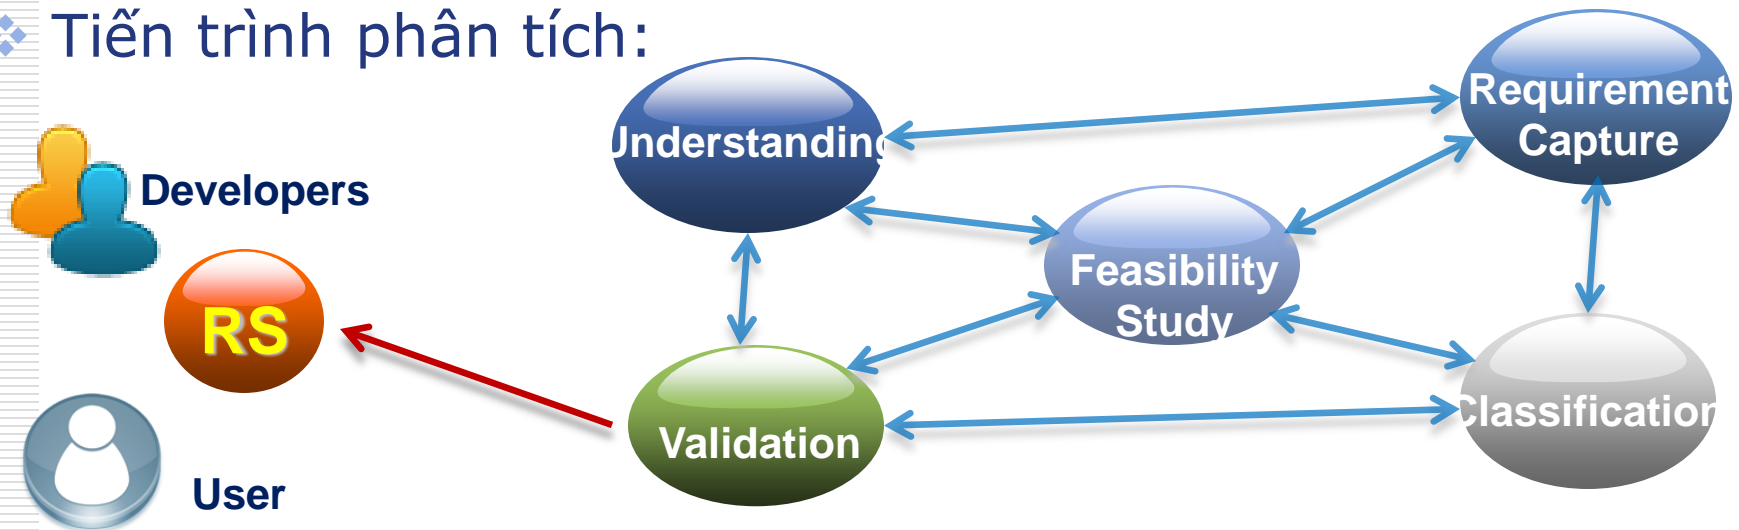 Tiến trình phân tích:
Understanding
Requirement
Capture
Developers
Feasibility
Study
RS
Validation
Classification
User